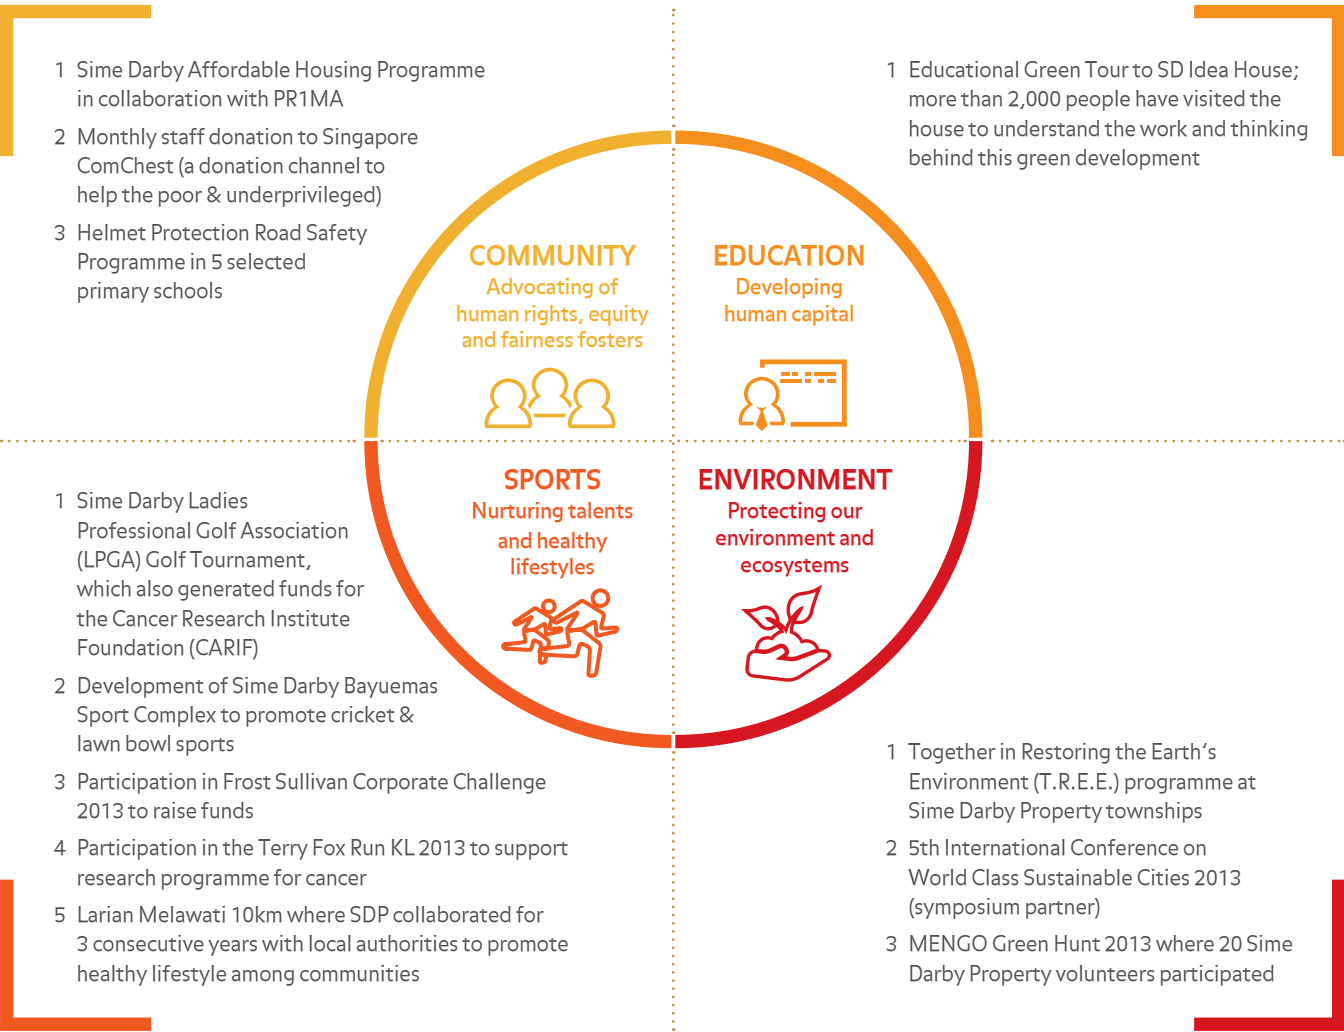 1 Sime Darby Affordable Housing Programme
in collaboration with PR1MA
2 Monthly staff donation to Singapore
ComChest (a donation channel to
help the poor & underprivileged)
3 Helmet Protection Road Safety
Programme in 5 selected
primary schools
1 Educational Green Tour to SD Idea House;
more than 2,000 people have visited the
house to understand the work and thinking
behind this green development
COMMUNITY
Advocating of
human rights, equity
and fairness fosters
EDUCATION
Developing
human capital
SPORTS
Nurturing talents
and healthy
lifestyles
ENVIRONMENT
Protecting our
environment and
ecosystems
1 Sime Darby Ladies
Professional Golf Association
(LPGA) Golf Tournament,
which also generated funds for
the Cancer Research Institute
Foundation (CARIF)
2 Development of Sime Darby Bayuemas
Sport Complex to promote cricket &
lawn bowl sports
3 Participation in Frost Sullivan Corporate Challenge
2013 to raise funds
4 Participation in the Terry Fox Run KL 2013 to support
research programme for cancer
5 Larian Melawati 10km where SDP collaborated for
3 consecutive years with local authorities to promote
healthy lifestyle among communities
1 Together in Restoring the Earth's
Environment (T.R.E.E.) programme at
Sime Darby Property townships
2 5th International Conference on
World Class Sustainable Cities 2013
(symposium partner)
3 MENGO Green Hunt 2013 where 20 Sime
Darby Property volunteers participated